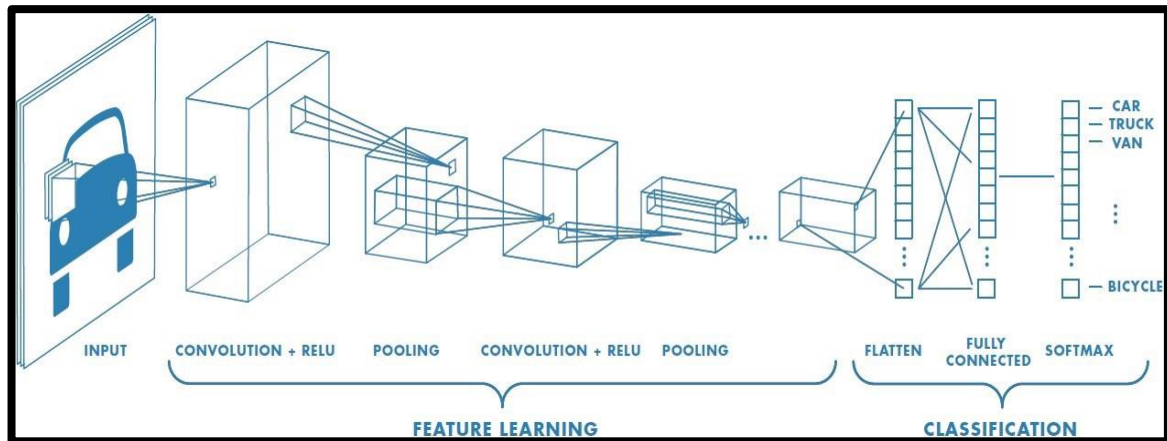 CAR
TRUCK
VAN
BICYCLE
INPUT
CONVOLUTION + RELU
POOLING
CONVOLUTION + RELU
POOLING
FLATTEN
FULLY
CONNECTED
SOFTMAX
FEATURE LEARNING
CLASSIFICATION